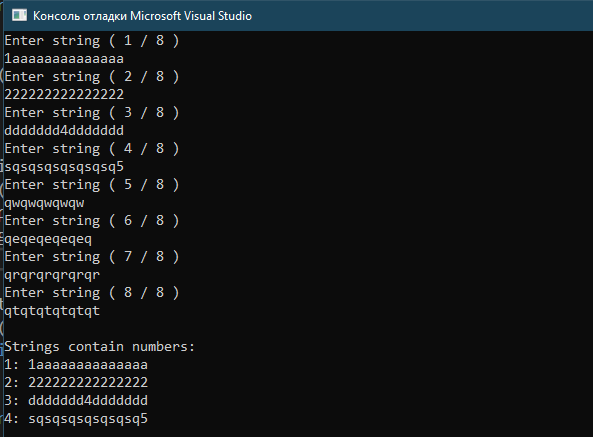 Консоль отладки Microsoft Visual Studio
Enter string ( 1 / 8 )
1aaaaaaaaaaaaaa
Enter string ( 2 / 8 )
222222222222222
Enter string ( 3 / 8 )
ddddddd4ddddddd
Enter string ( 4 / 8 )
sqsqsqsqsqsqsq5
Enter string ( 5 / 8 )
qwqwqwqwqw
Enter string ( 6 / 8 )
qeqeqeqeqeq
Enter string ( 7 / 8 )
qrqrqrqrqrqr
Enter string ( 8 / 8 )
qtqtqtqtqtqt
Strings contain numbers:
1: 1aaaaaaaaaaaaaa
2: 222222222222222
3: ddddddd4ddddddd
4: sqsqsqsqsqsqsq5